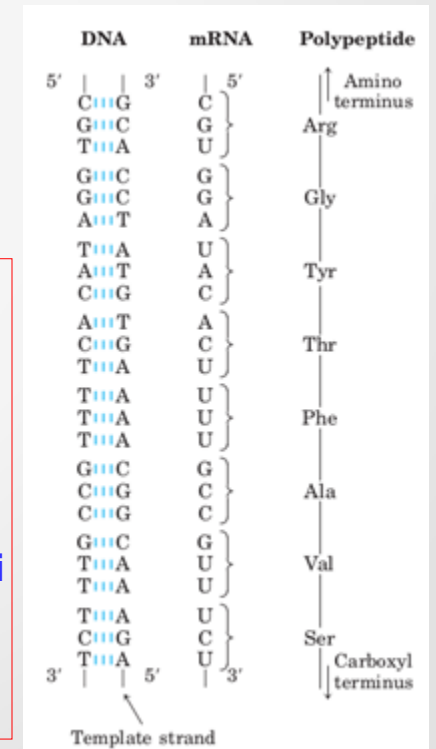 DNA mRNA Polypeptide
5′ 3′ 5′ Amino
terminus
C G C
G C G Arg
T A U
G C G
G C G Gly
A T A
T A U
A T A Tyr
C G C
A T A
C G C Thr
T A U
T A U
T A U Phe
T A U
G C G
C G C Ala
C G C
G C G
T A U Val
T A U
T A U
C G C Ser
T A U Carboxyl
3′ 5′ 3′ terminus
Template strand
i